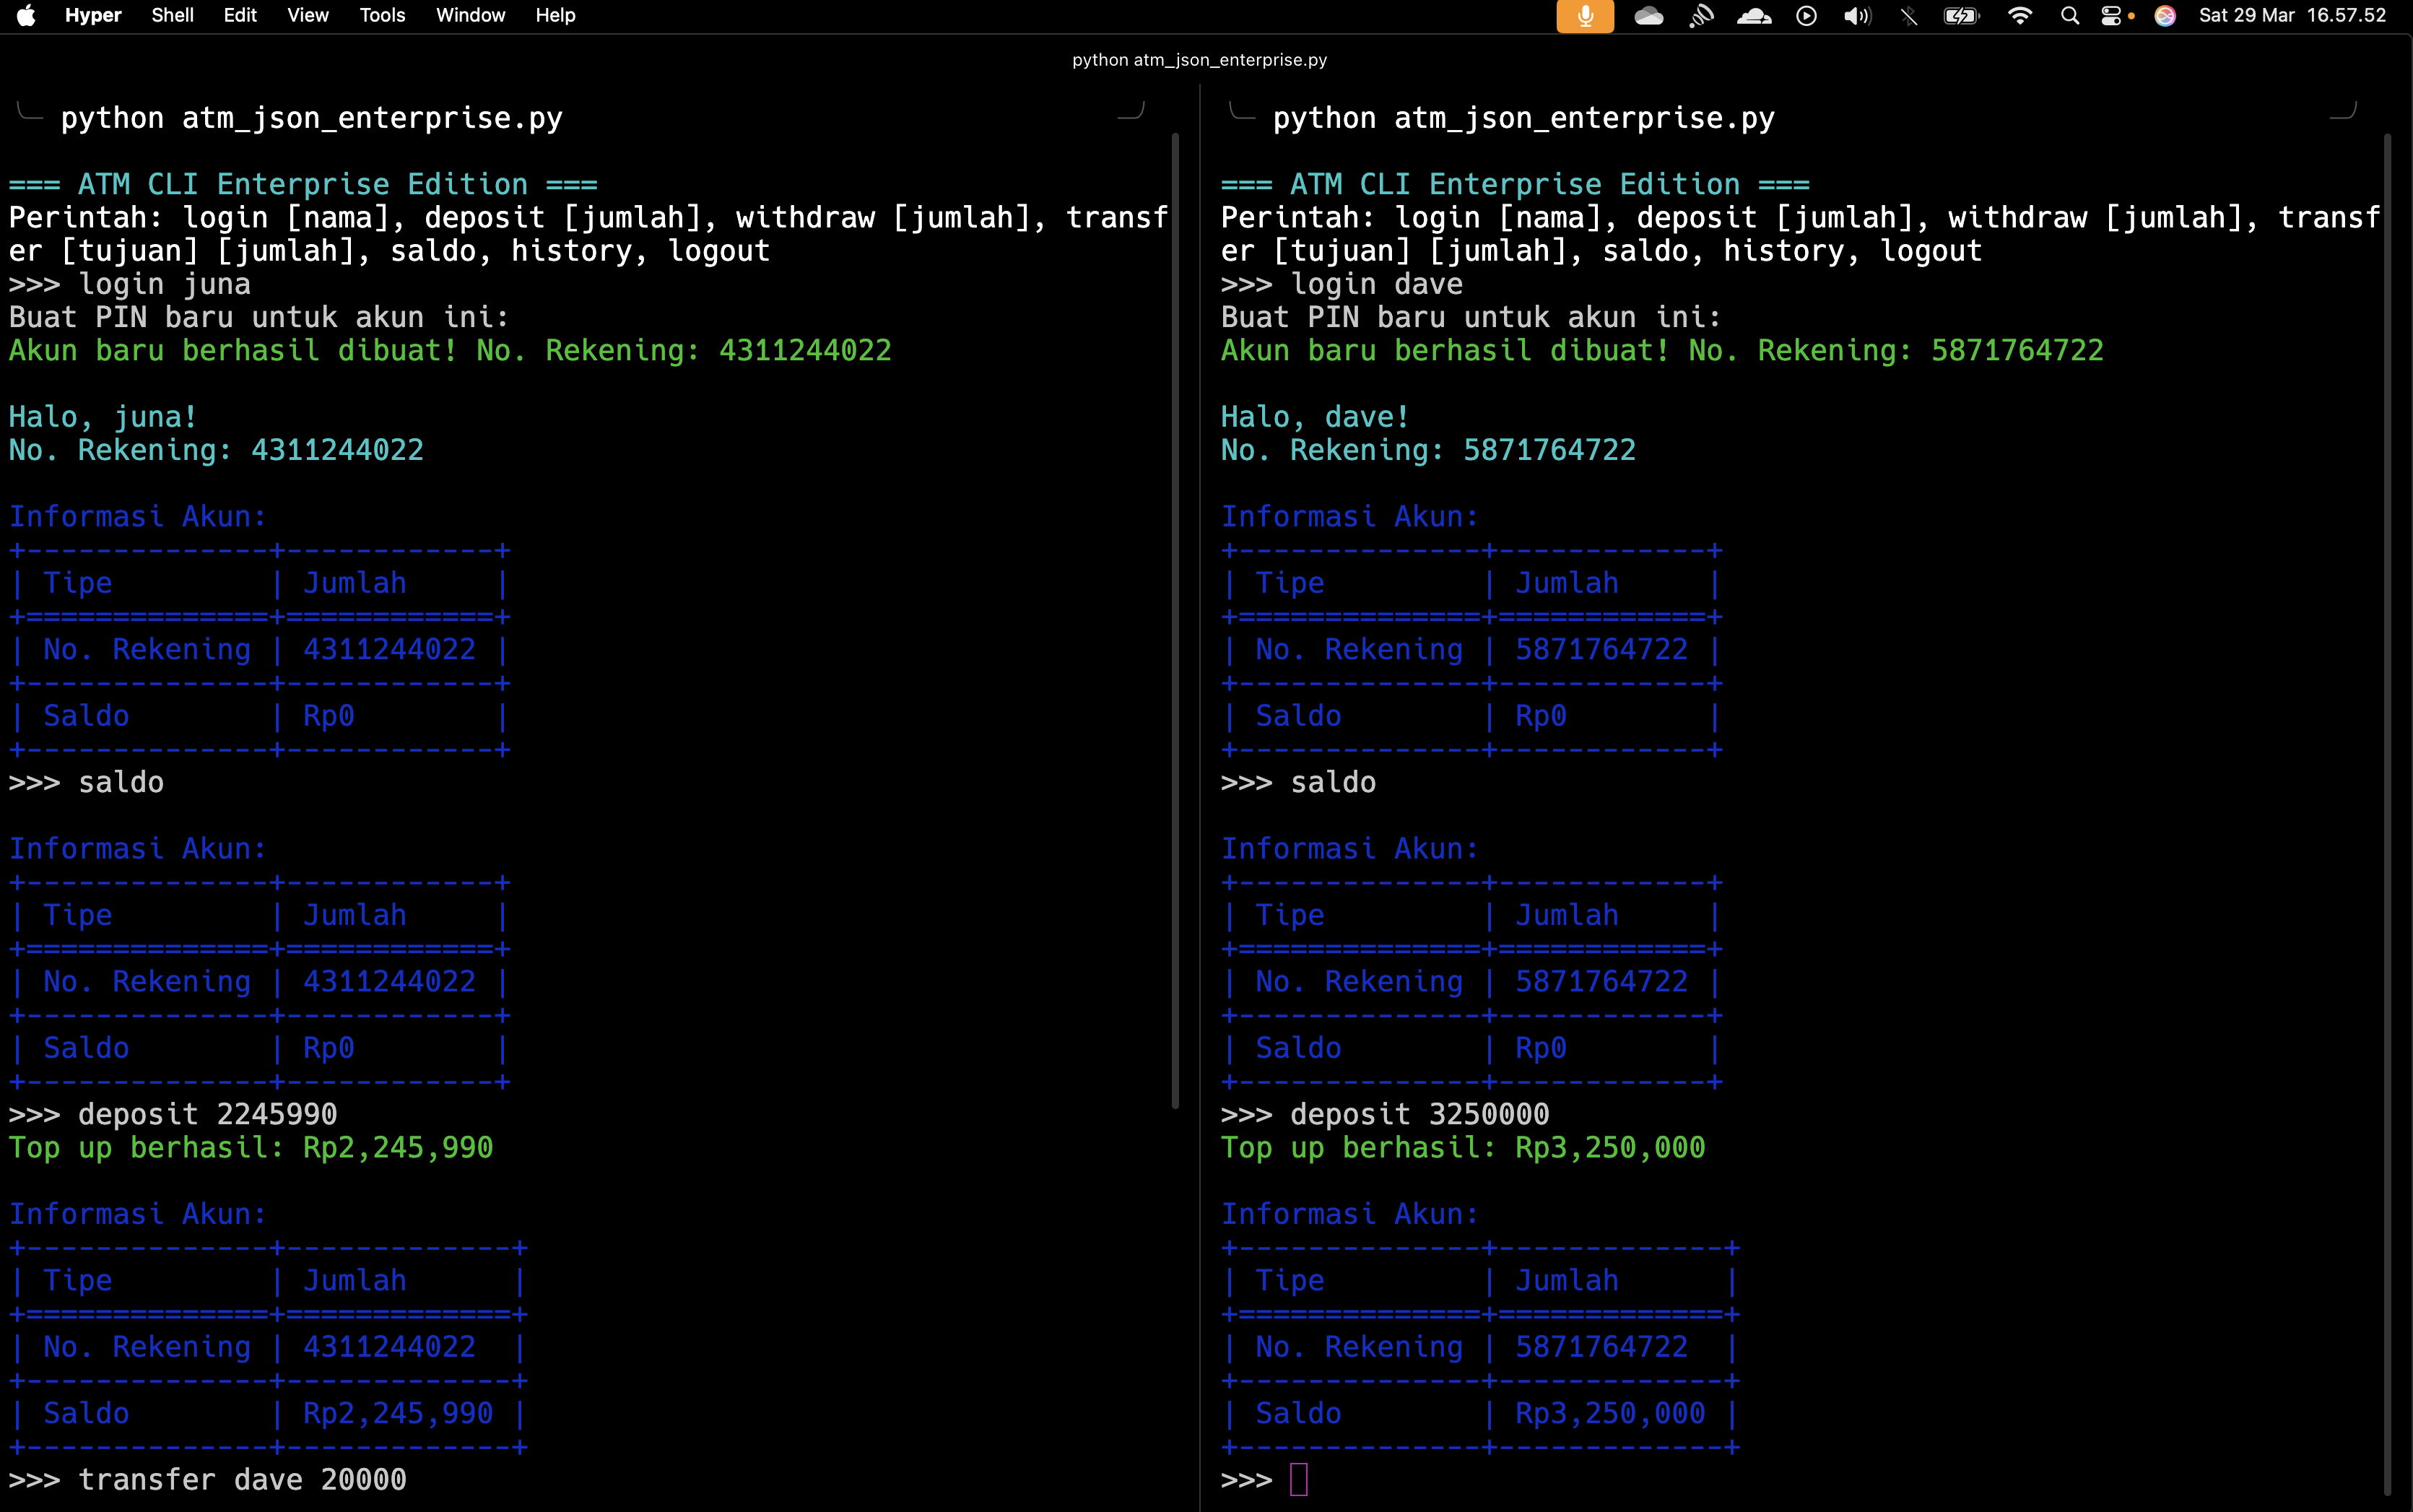 Hyper Shell Edit View Tools Window Help Sat 29 Mar 16.57.52
python atm_json_enterprise.py
python atm_json_enterprise.py
=== ATM CLI Enterprise Edition ===
Perintah: login [nama], deposit [jumlah], withdraw [jumlah], transf
er [tujuan] [jumlah], saldo, history, logout
>>> login juna
Buat PIN baru untuk akun ini:
Akun baru berhasil dibuat! No. Rekening: 4311244022
Halo, juna!
No. Rekening: 4311244022
Informasi Akun:
+--------------+------------+
| Tipe         | Jumlah     |
+==============+============+
| No. Rekening | 4311244022 |
+--------------+------------+
| Saldo        | Rp0        |
+--------------+------------+
>>> saldo
Informasi Akun:
+--------------+------------+
| Tipe         | Jumlah     |
+==============+============+
| No. Rekening | 4311244022 |
+--------------+------------+
| Saldo        | Rp0        |
+--------------+------------+
>>> deposit 2245990
Top up berhasil: Rp2,245,990
Informasi Akun:
+--------------+-------------+
| Tipe         | Jumlah      |
+==============+=============+
| No. Rekening | 4311244022  |
+--------------+-------------+
| Saldo        | Rp2,245,990 |
+--------------+-------------+
>>> transfer dave 20000
python atm_json_enterprise.py
=== ATM CLI Enterprise Edition ===
Perintah: login [nama], deposit [jumlah], withdraw [jumlah], transf
er [tujuan] [jumlah], saldo, history, logout
>>> login dave
Buat PIN baru untuk akun ini:
Akun baru berhasil dibuat! No. Rekening: 5871764722
Halo, dave!
No. Rekening: 5871764722
Informasi Akun:
+--------------+------------+
| Tipe         | Jumlah     |
+==============+============+
| No. Rekening | 5871764722 |
+--------------+------------+
| Saldo        | Rp0        |
+--------------+------------+
>>> saldo
Informasi Akun:
+--------------+------------+
| Tipe         | Jumlah     |
+==============+============+
| No. Rekening | 5871764722 |
+--------------+------------+
| Saldo        | Rp0        |
+--------------+------------+
>>> deposit 3250000
Top up berhasil: Rp3,250,000
Informasi Akun:
+--------------+-------------+
| Tipe         | Jumlah      |
+==============+=============+
| No. Rekening | 5871764722  |
+--------------+-------------+
| Saldo        | Rp3,250,000 |
+--------------+-------------+
>>>